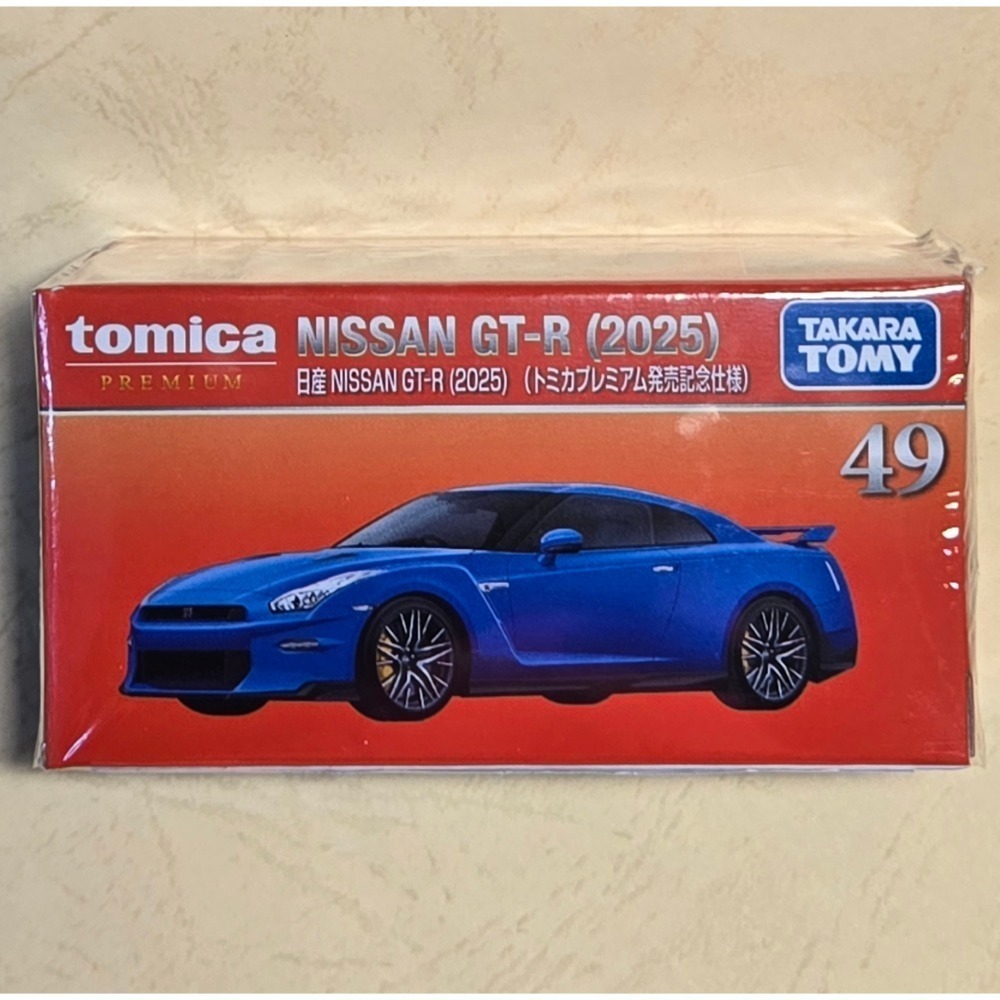 tomica
PREMIUM
NISSAN GT-R (2025)
日産 NISSAN GT-R (2025) (トミカプレミアム発売記念仕様)
TAKARA
TOMY
49